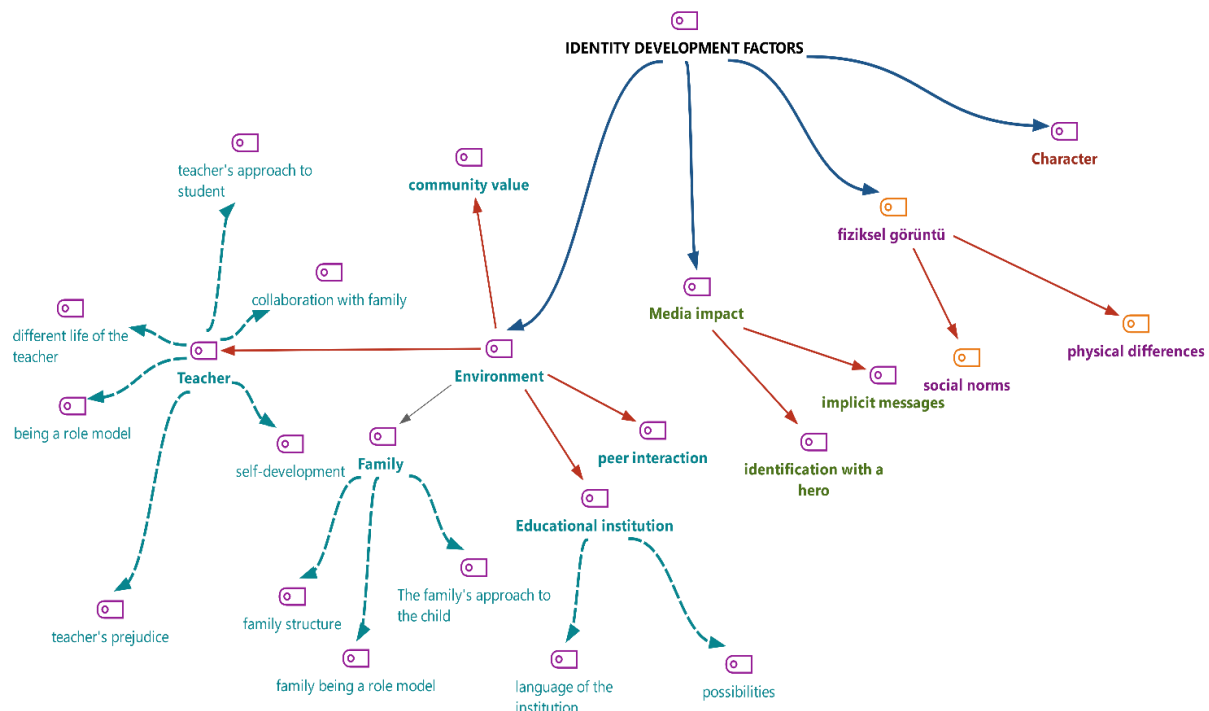 IDENTITY DEVELOPMENT FACTORS
Character
teacher's approach to
student
community value
fiziksel görüntü
collaboration with family
Media impact
different life of the
teacher
physical differences
Teacher
Environment
social norms
implicit messages
being a role model
self-development
Family
peer interaction
identification with a
hero
Educational institution
The family's approach to
the child
family structure
teacher's prejudice
family being a role model
language of the
institution
possibilities